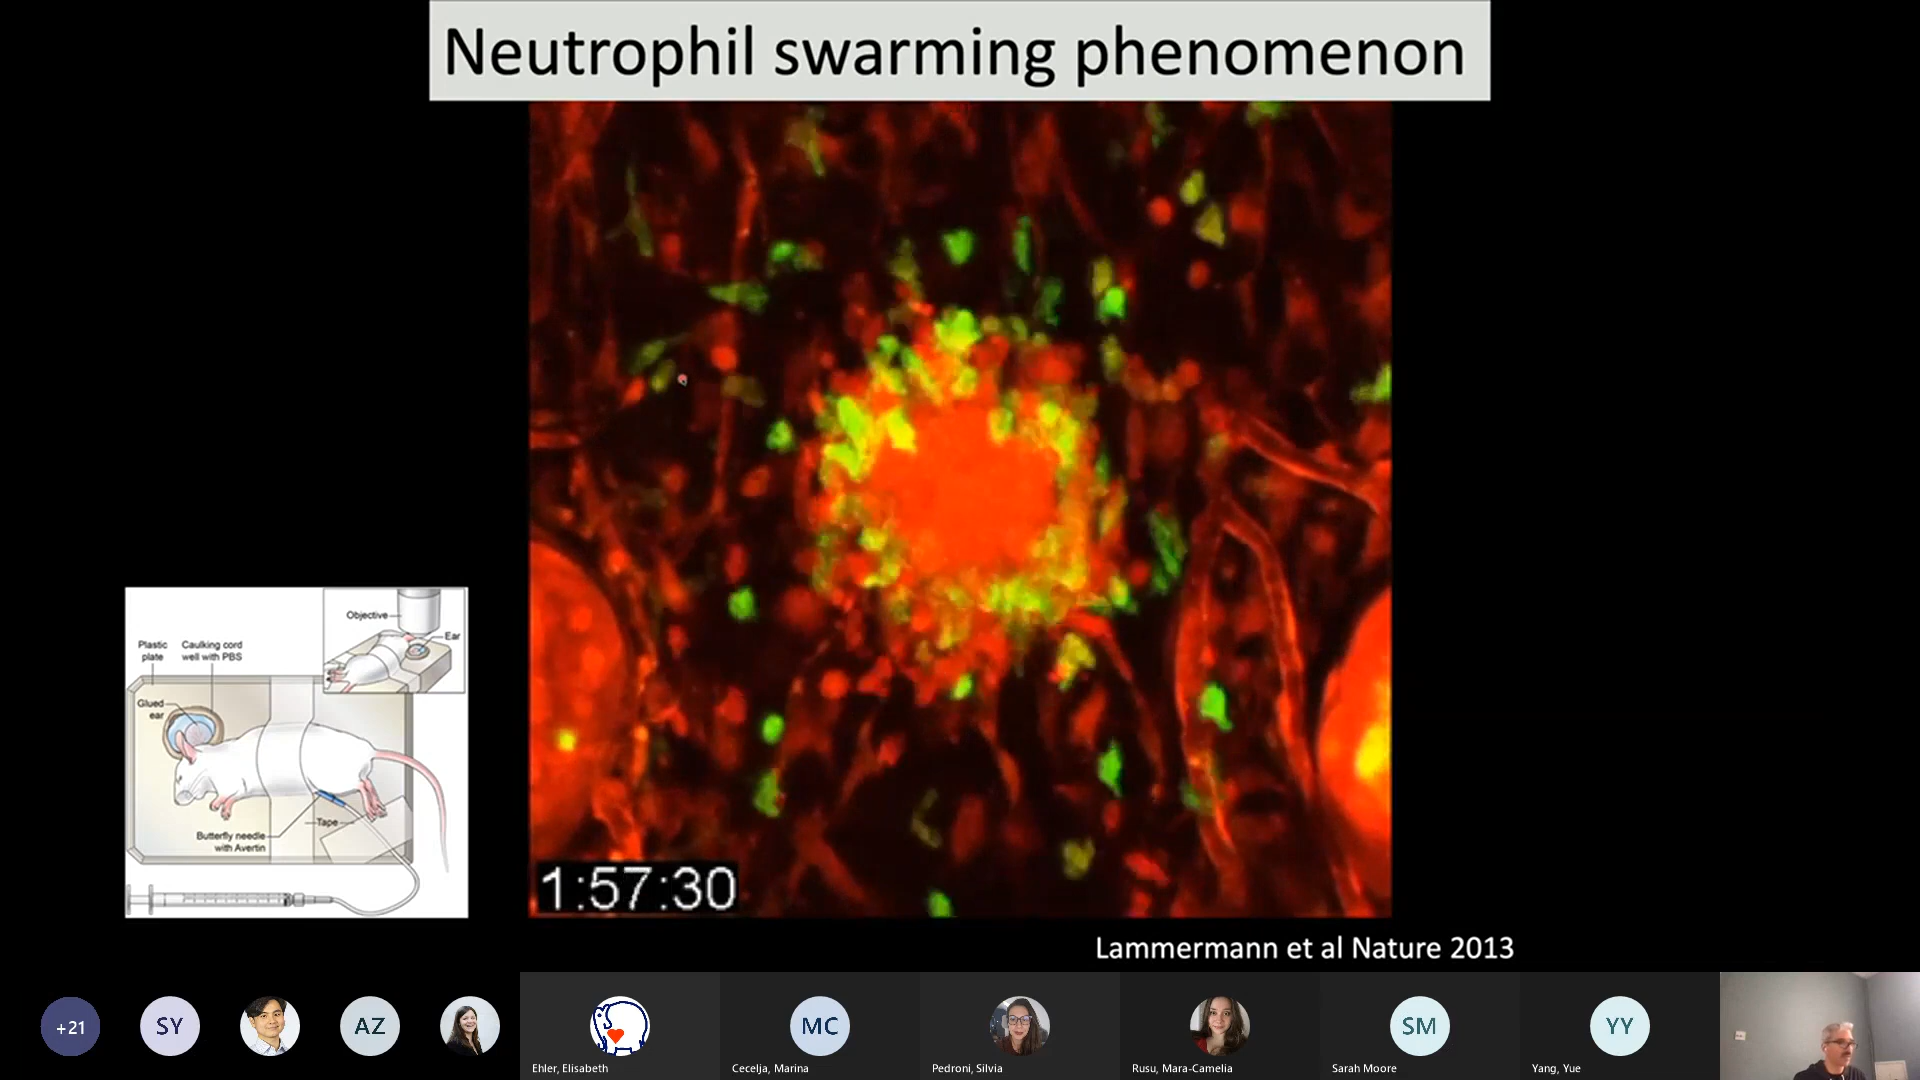 Neutrophil swarming phenomenon
Objective
Ear
Plastic
plate
Caulking cord
well with PBS
Glued
ear
Butterfly needle
with Avertin
Tape
1:57:30
Lammermann et al Nature 2013
+21
SY
AZ
MC
SM
YY
Ehler, Elisabeth
Cecelja, Marina
Pedroni, Silvia
Rusu, Mara-Camelia
Sarah Moore
Yang, Yue